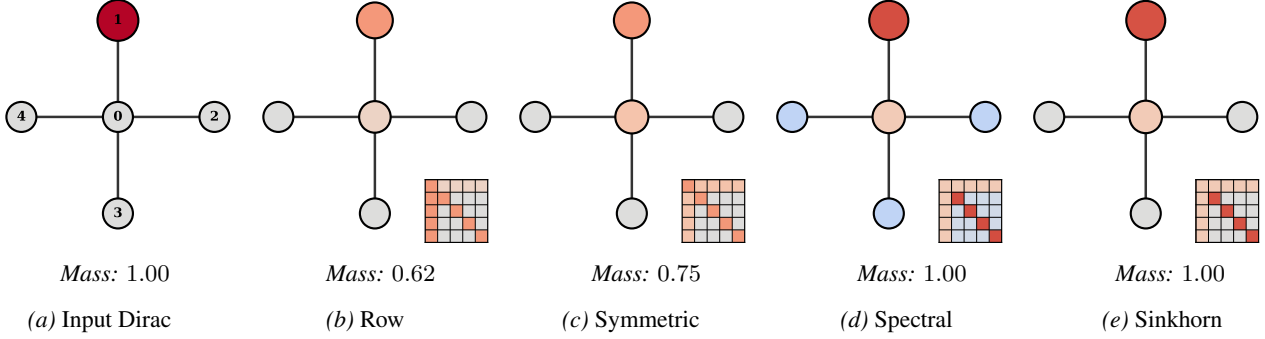 1
4 0 2
3
Mass: 1.00 Mass: 0.62 Mass: 0.75 Mass: 1.00 Mass: 1.00
(a) Input Dirac (b) Row (c) Symmetric (d) Spectral (e) Sinkhorn